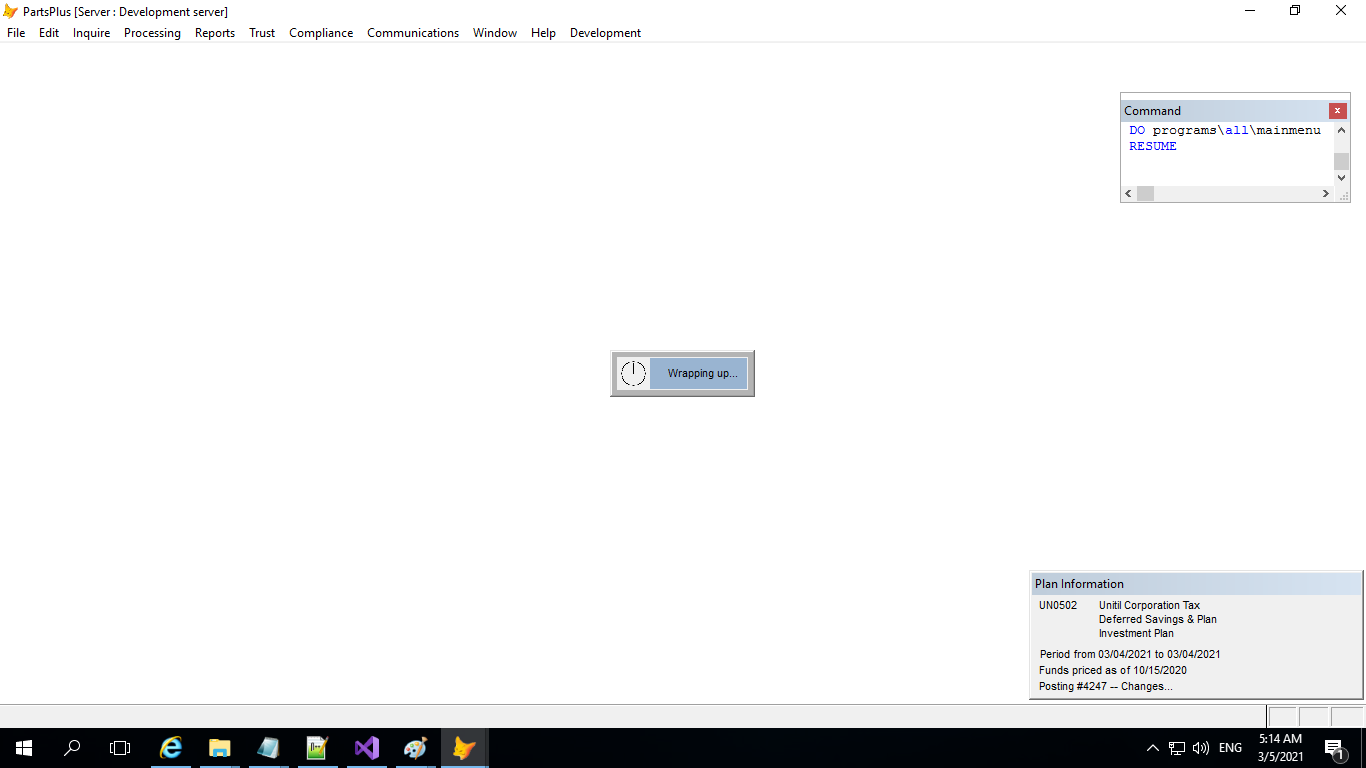 PartsPlus [Server : Development server]
File Edit Inquire Processing Reports Trust Compliance Communications Window Help Development
Command
DO programs\all\mainmenu
RESUME
Wrapping up...
Plan Information
UN0502 Unitil Corporation Tax
Deferred Savings & Plan
Investment Plan
Period from 03/04/2021 to 03/04/2021
Funds priced as of 10/15/2020
Posting #4247 -- Changes...
ENG
5:14 AM
3/5/2021
1